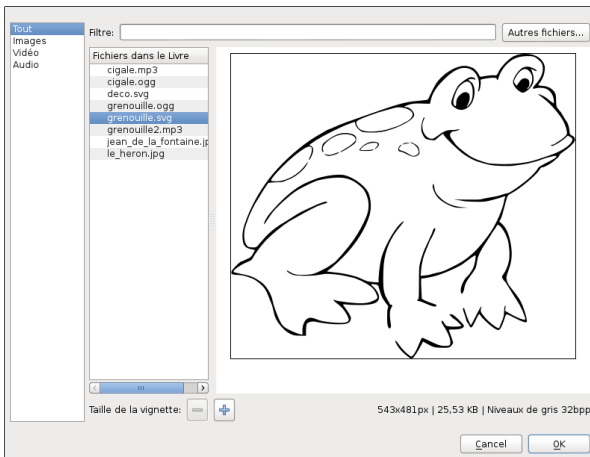 Tout
Images
Vidéo
Audio
Filtre:
Autres fichiers...
Fichiers dans le Livre
cigale.mp3
cigale.ogg
deco.svg
grenouille.ogg
grenouille.svg
grenouille2.mp3
jean_de_la_fontaine.jp
le_heron.jpg
Taille de la vignette:
543x481px | 25,53 KB | Niveaux de gris 32bpp
Cancel
OK